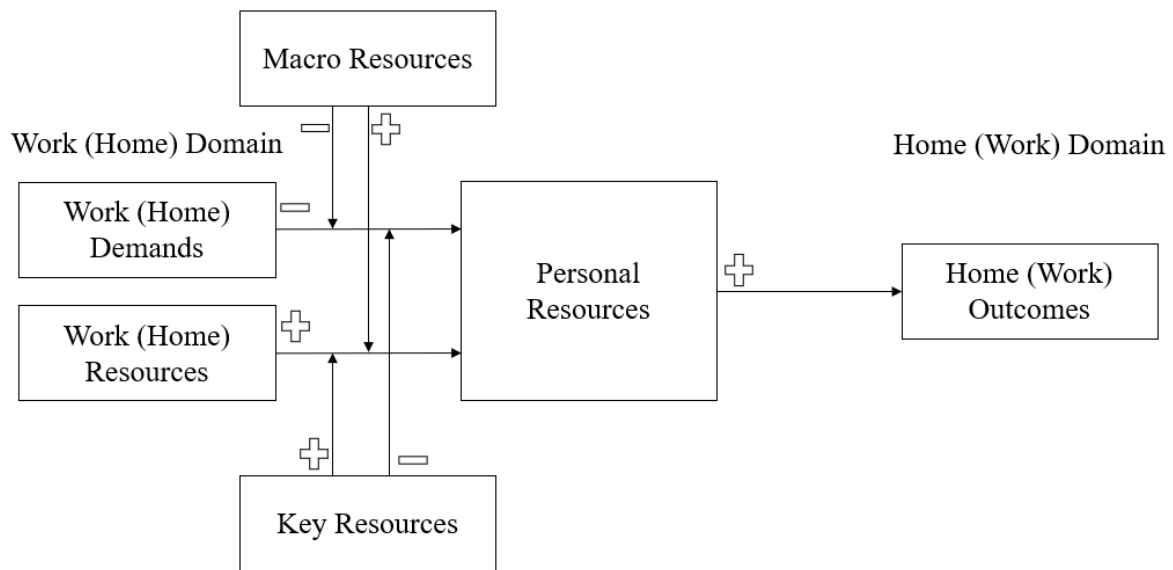 Macro Resources
Work (Home) Domain
Home (Work) Domain
Work (Home)
Demands
Personal
Resources
Home (Work)
Outcomes
Work (Home)
Resources
Key Resources